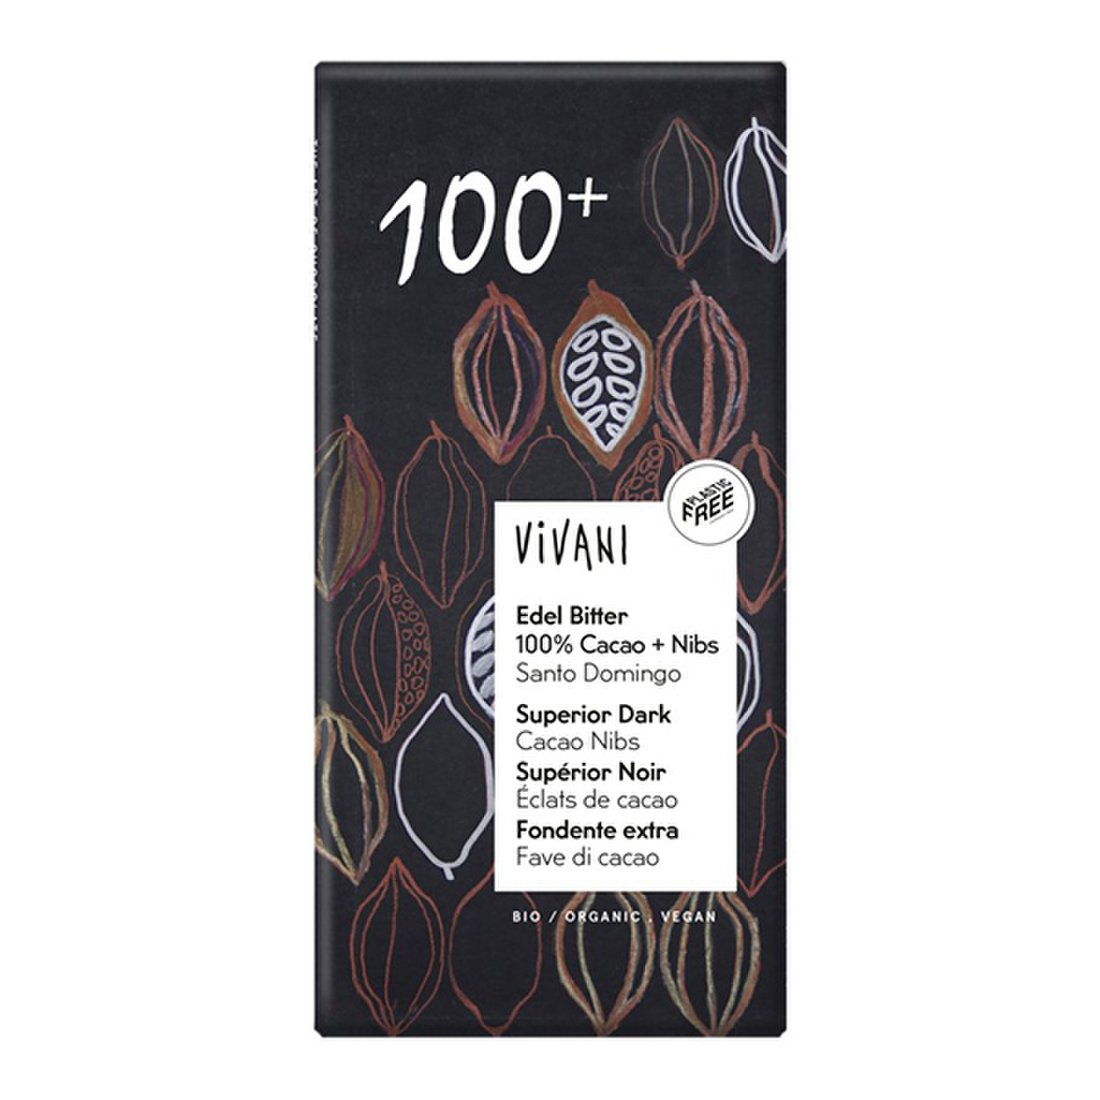 100+
PLASTIC
FREE
ViVANI
Edel Bitter
100% Cacao + Nibs
Santo Domingo
Superior Dark
Cacao Nibs
Supérior Noir
Éclats de cacao
Fondente extra
Fave di cacao
BIO / ORGANIC . VEGAN